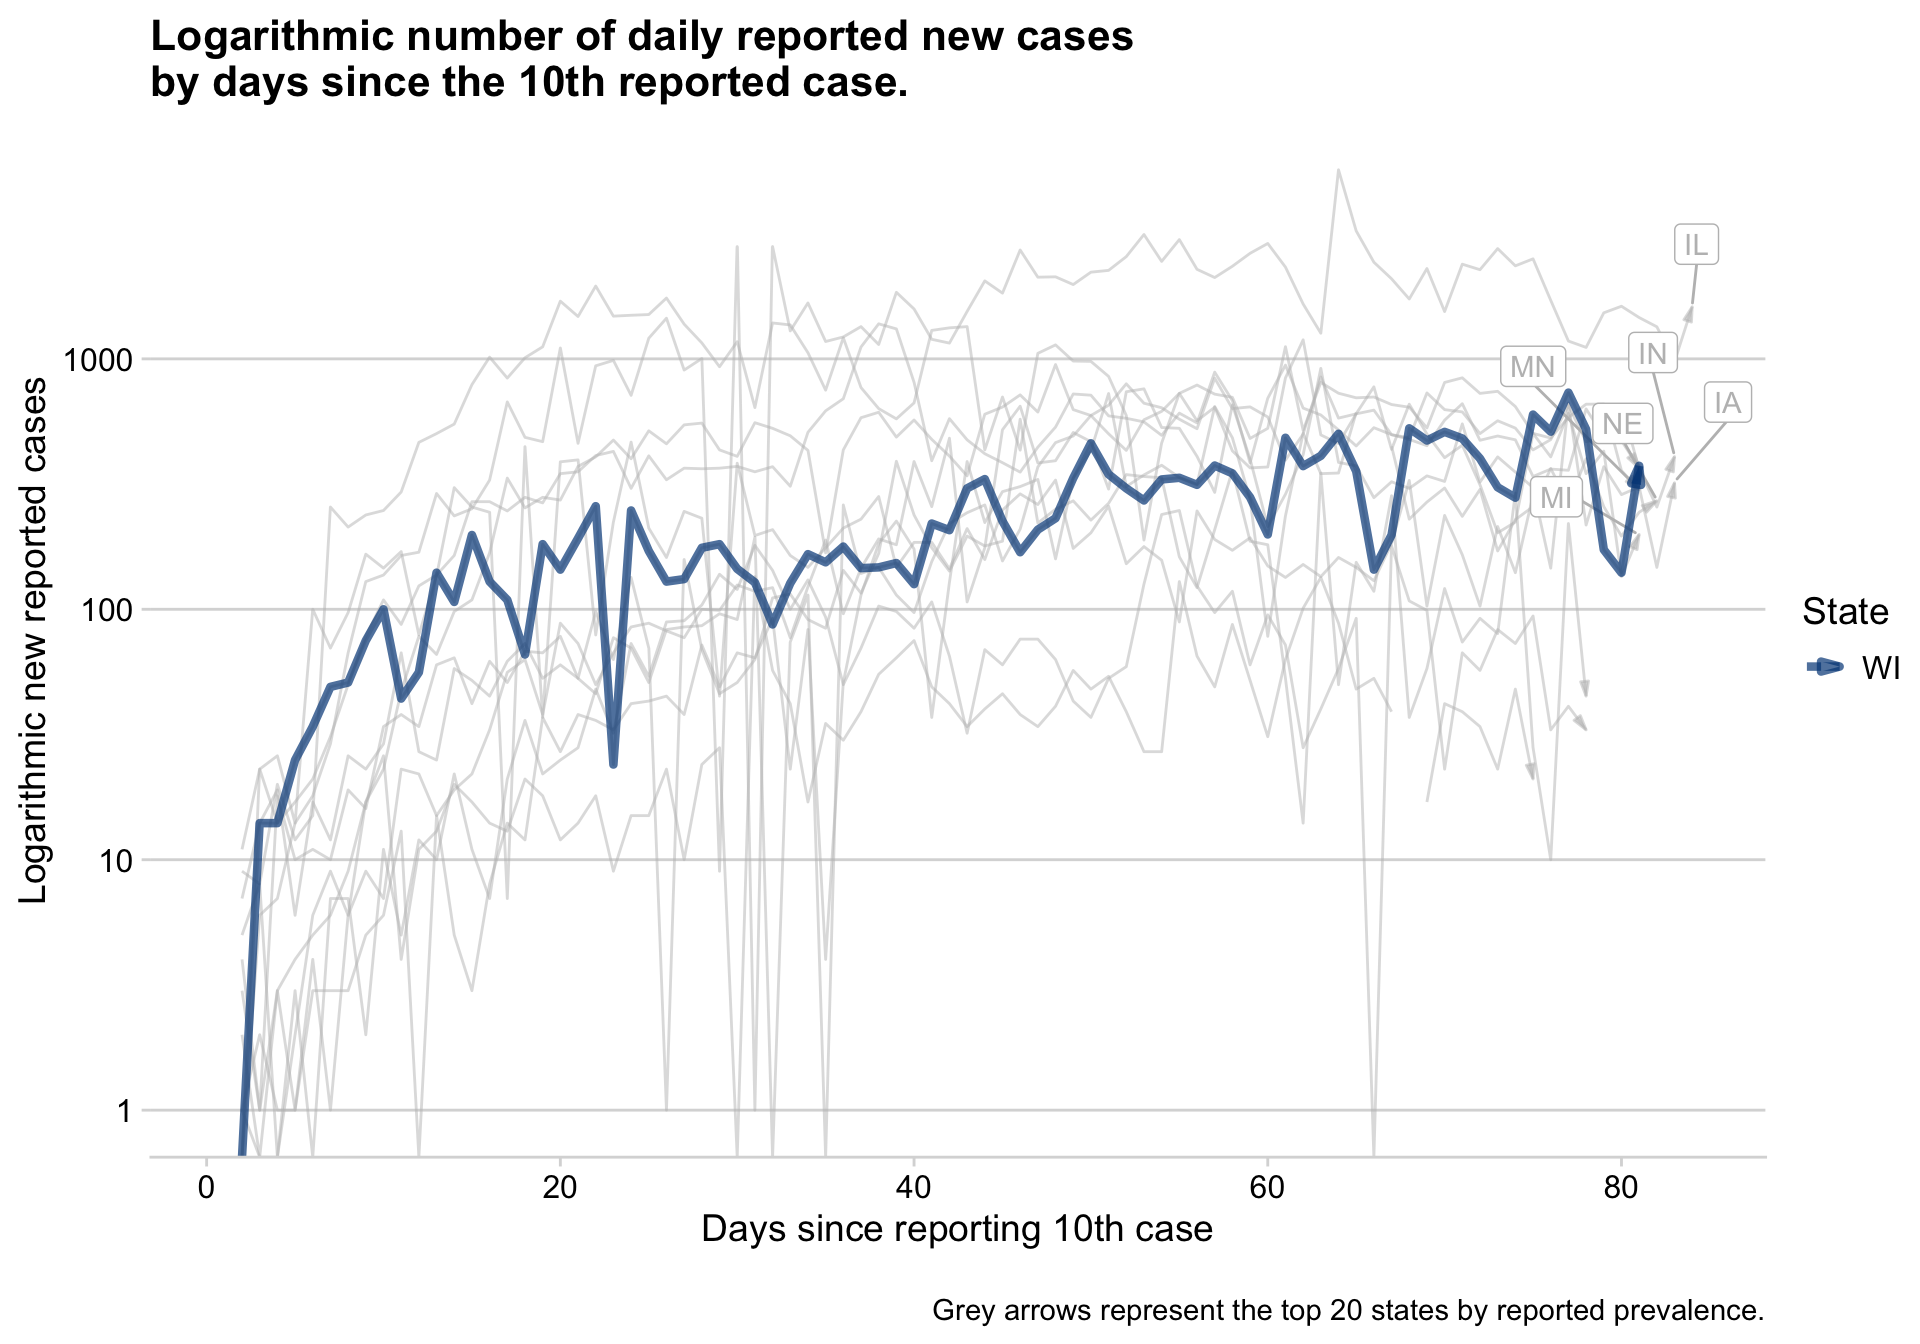 Logarithmic number of daily reported new cases
by days since the 10th reported case.
Logarithmic new reported cases
1000
100
10
1
IL
IN
MN
IA
NE
MI
State
WI
0
20
40
60
80
Days since reporting 10th case
Grey arrows represent the top 20 states by reported prevalence.